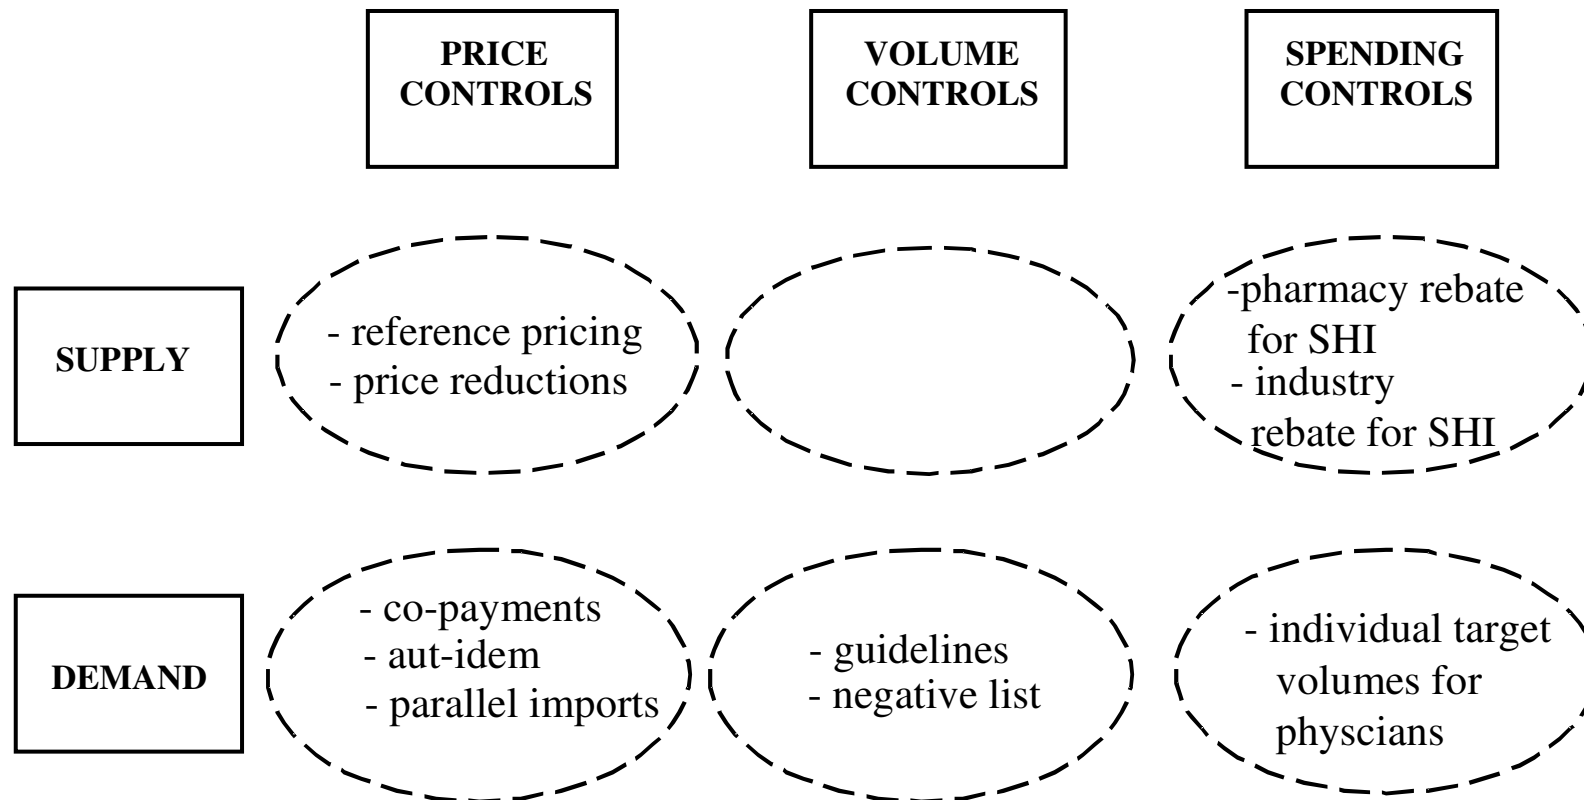 PRICE
CONTROLS
VOLUME
CONTROLS
SPENDING
CONTROLS
SUPPLY
- reference pricing
- price reductions
-pharmacy rebate
for SHI
- industry
rebate for SHI
DEMAND
- co-payments
- aut-idem
- parallel imports
- guidelines
- negative list
- individual target
volumes for
physcians